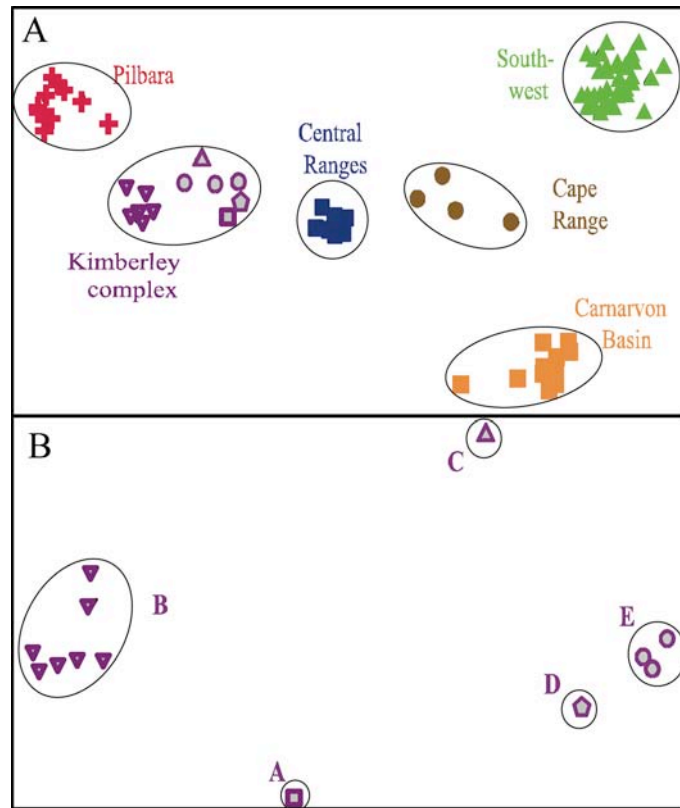 A
Pilbara
South-
west
Central
Ranges
Cape
Range
Kimberley
complex
Carnarvon
Basin
B
C
B
E
D
A